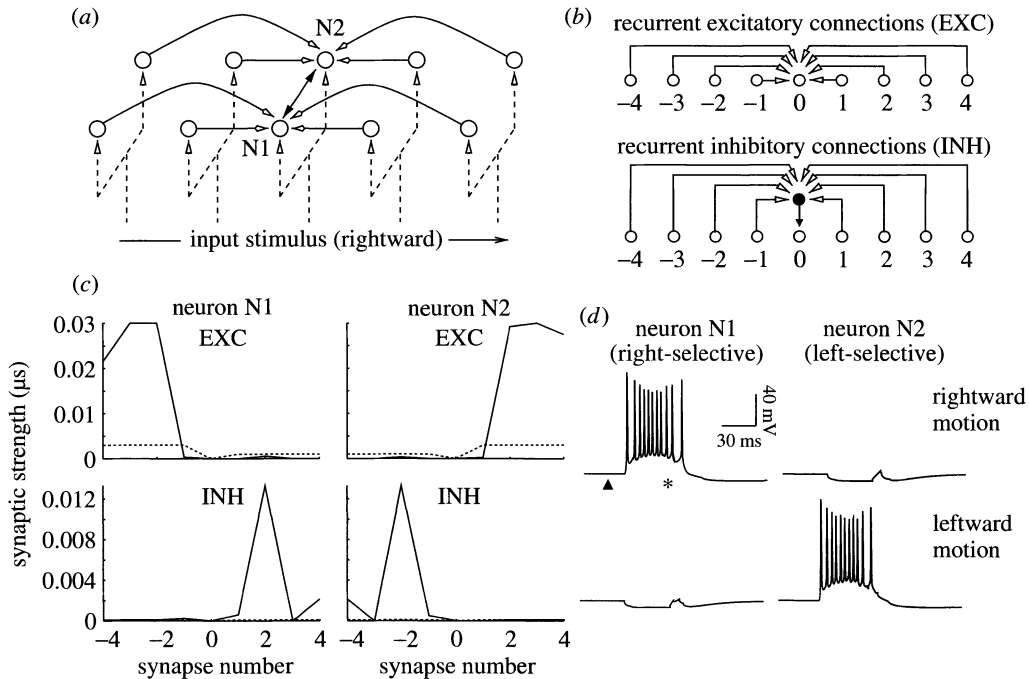 (a)
N2
N1
input stimulus (rightward)
(b)
recurrent excitatory connections (EXC)
−4 −3 −2 −1 0 1 2 3 4
recurrent inhibitory connections (INH)
−4 −3 −2 −1 0 1 2 3 4
(c)
neuron N1
EXC
neuron N2
EXC
synaptic strength (μs)
0.03
0.02
0.01
0
INH
INH
0.012
0.008
0.004
0
−4 −2 0 2 4
−4 −2 0 2 4
synapse number
synapse number
(d)
neuron N1
(right-selective)
neuron N2
(left-selective)
40 mV
30 ms
rightward
motion
*
leftward
motion